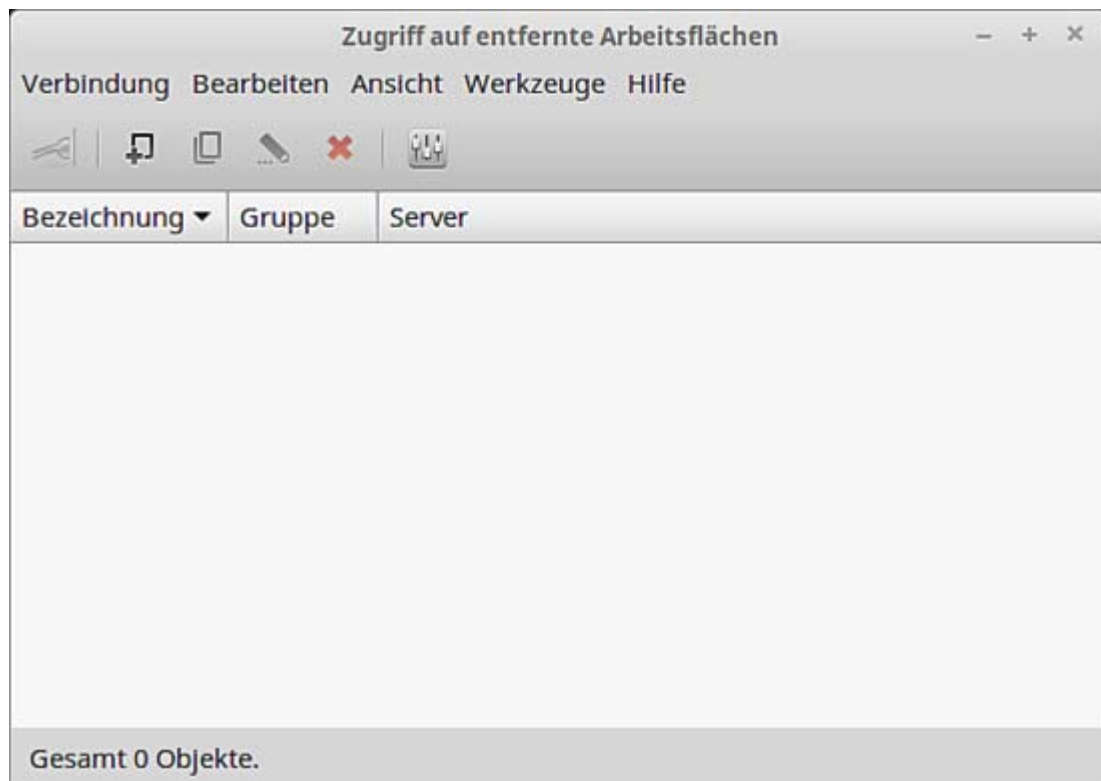 Zugriff auf entfernte Arbeitsflächen
Verbindung Bearbeiten Ansicht Werkzeuge Hilfe
Bezeichnung Gruppe Server
Gesamt 0 Objekte.